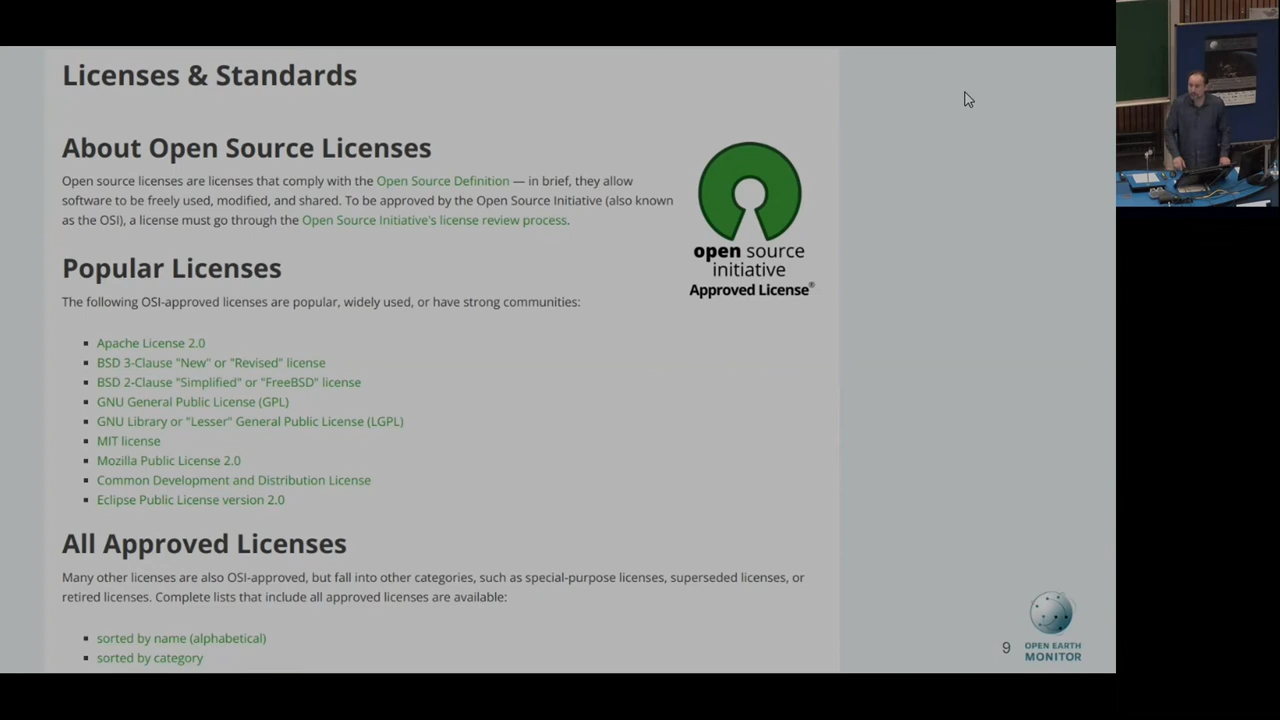 Licenses & Standards
About Open Source Licenses
Open source licenses are licenses that comply with the Open Source Definition — in brief, they allow
software to be freely used, modified, and shared. To be approved by the Open Source Initiative (also known
as the OSI), a license must go through the Open Source Initiative's license review process.
open source
initiative
Approved License®
Popular Licenses
The following OSI-approved licenses are popular, widely used, or have strong communities:
▪ Apache License 2.0
▪ BSD 3-Clause "New" or "Revised" license
▪ BSD 2-Clause "Simplified" or "FreeBSD" license
▪ GNU General Public License (GPL)
▪ GNU Library or "Lesser" General Public License (LGPL)
▪ MIT license
▪ Mozilla Public License 2.0
▪ Common Development and Distribution License
▪ Eclipse Public License version 2.0
All Approved Licenses
Many other licenses are also OSI-approved, but fall into other categories, such as special-purpose licenses, superseded licenses, or
retired licenses. Complete lists that include all approved licenses are available:
▪ sorted by name (alphabetical)
▪ sorted by category
9
OPEN EARTH
MONITOR